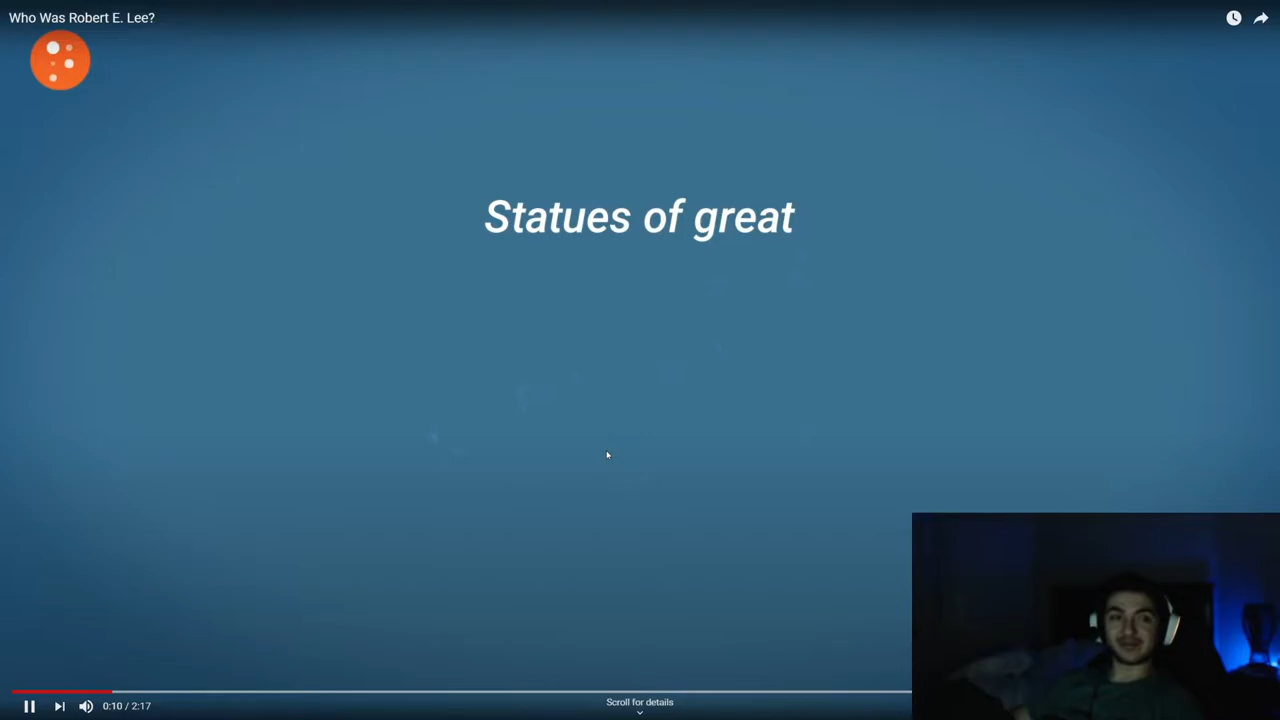 Who Was Robert E. Lee?
Statues of great
Scroll for details
0:10 / 2:17